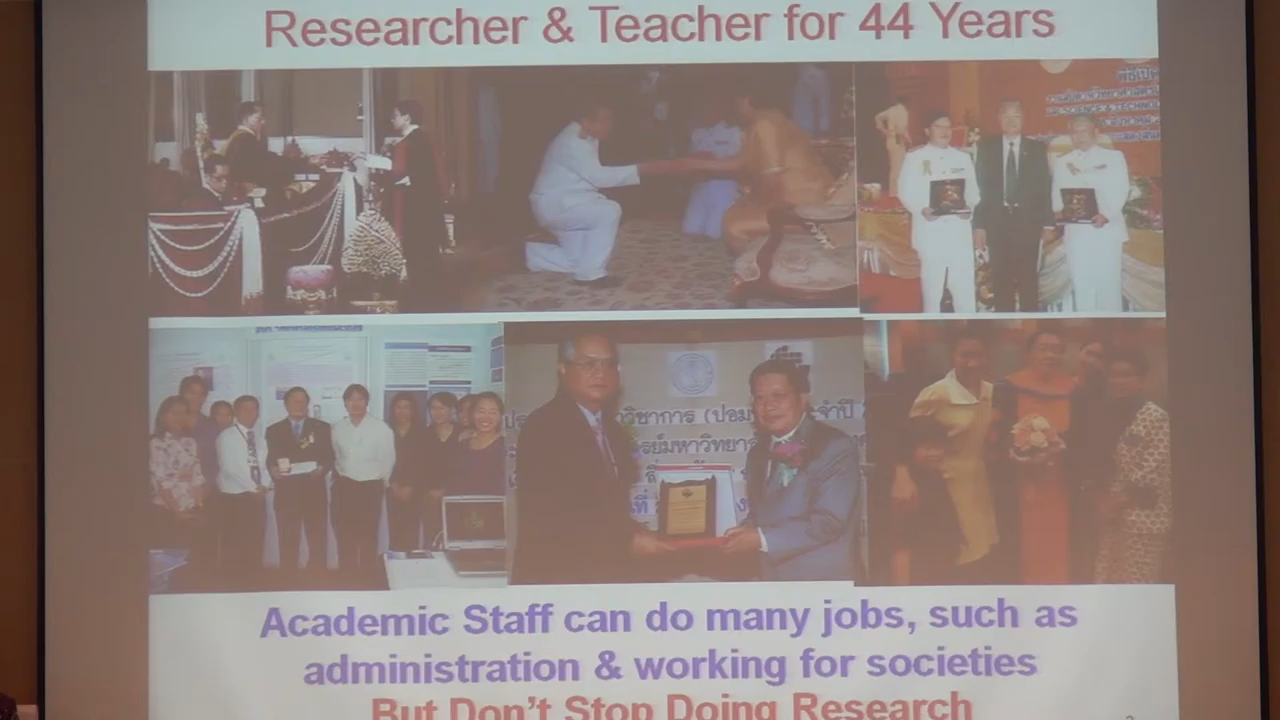 Researcher & Teacher for 44 Years
Academic Staff can do many jobs, such as
administration & working for societies
But Don't Stop Doing Research